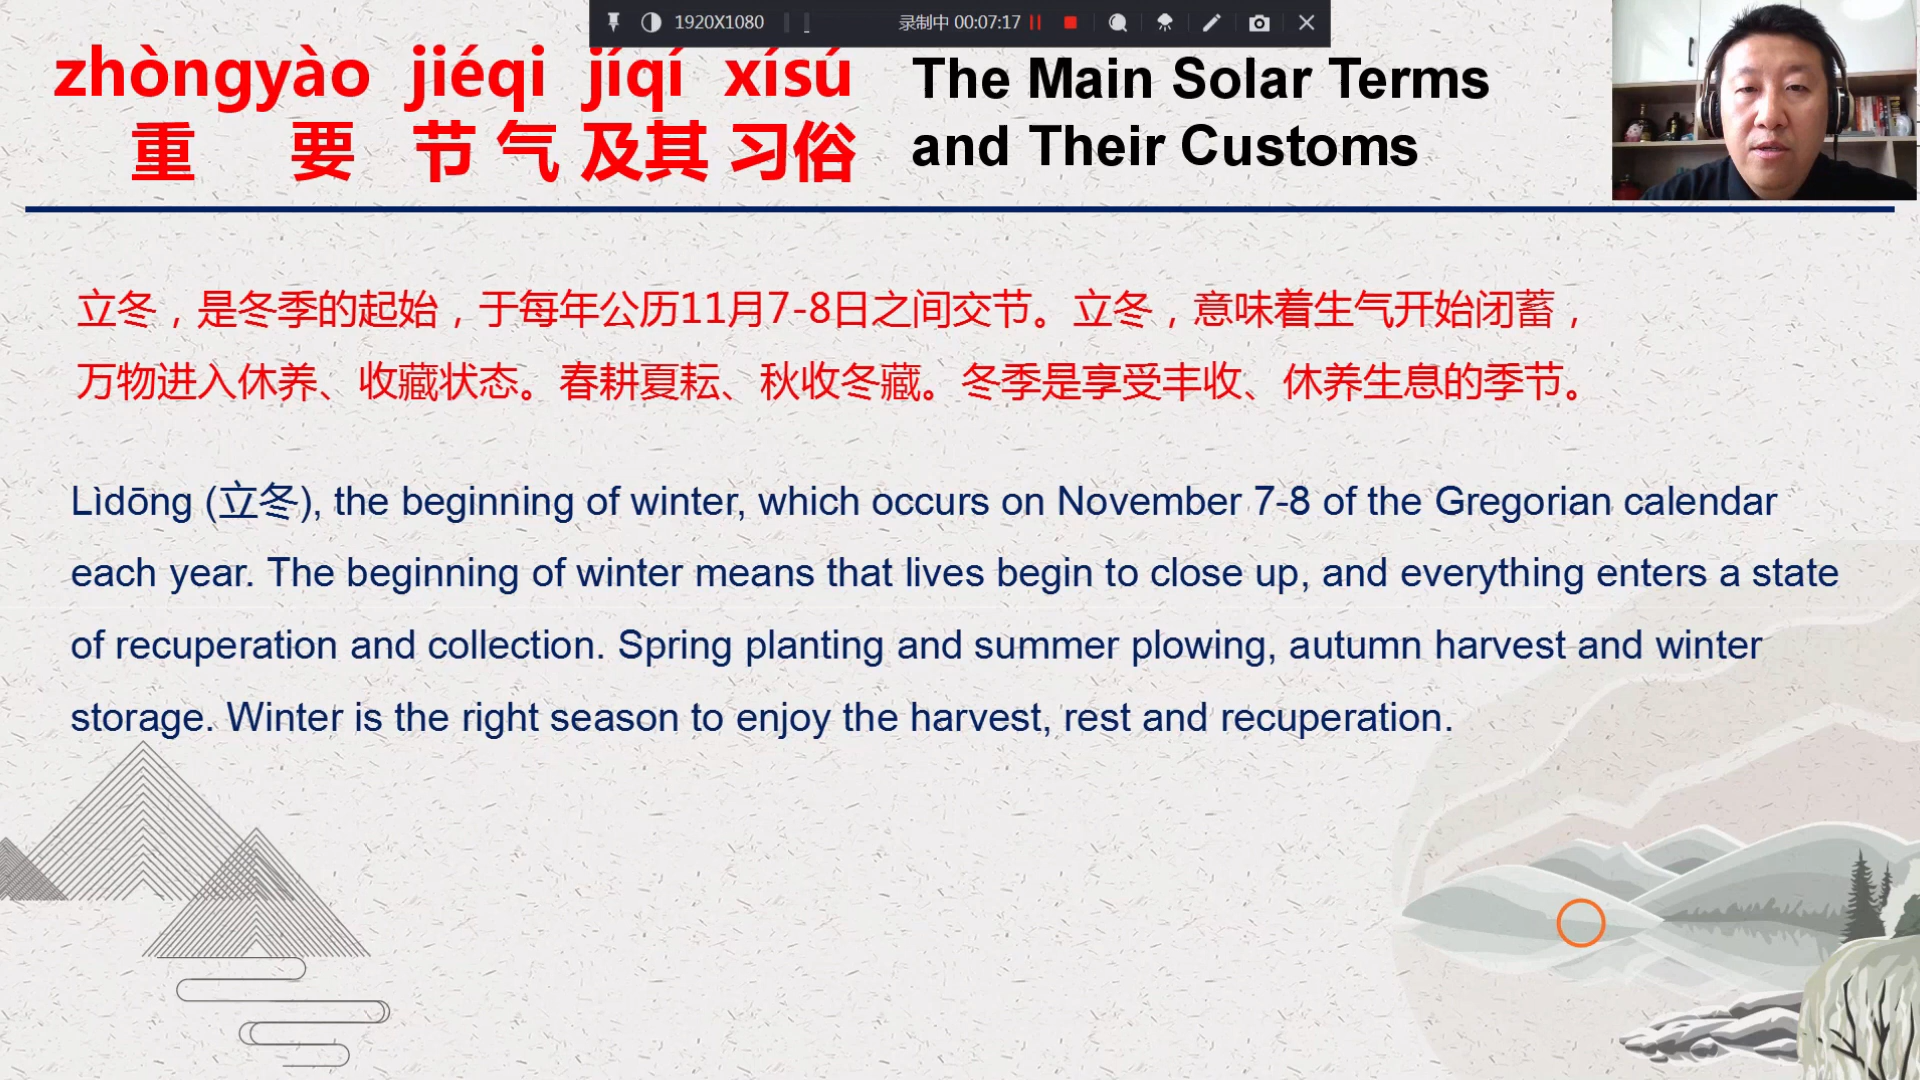 1920X1080 录制中 00:07:17
zhòngyào jiéqi jíqí xísú
重要 节气及其习俗
The Main Solar Terms
and Their Customs
立冬，是冬季的起始，于每年公历11月7-8日之间交节。立冬，意味着生气开始闭蓄，
万物进入休养、收藏状态。春耕夏耘、秋收冬藏。冬季是享受丰收、休养生息的季节。
Lìdōng (立冬), the beginning of winter, which occurs on November 7-8 of the Gregorian calendar
each year. The beginning of winter means that lives begin to close up, and everything enters a state
of recuperation and collection. Spring planting and summer plowing, autumn harvest and winter
storage. Winter is the right season to enjoy the harvest, rest and recuperation.